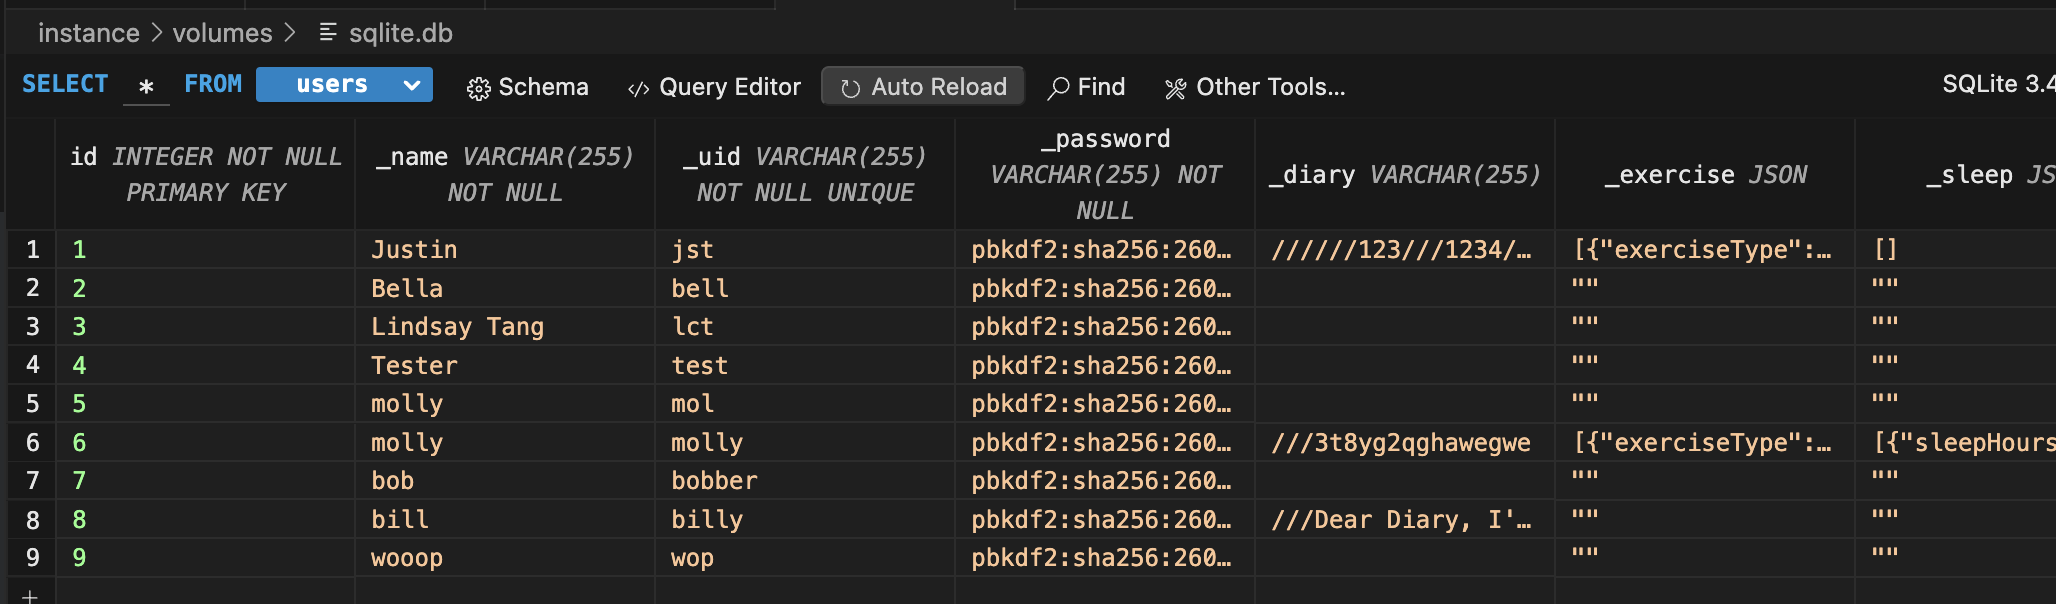 instance > volumes > sqlite.db
SELECT * FROM users Schema Query Editor Auto Reload Find Other Tools... SQLite 3.4
id INTEGER NOT NULL PRIMARY KEY _name VARCHAR(255) NOT NULL _uid VARCHAR(255) NOT NULL UNIQUE _password VARCHAR(255) NOT NULL _diary VARCHAR(255) _exercise JSON _sleep JS
1 1 Justin jst pbkdf2:sha256:260… //////123///1234/… [{"exerciseType":… []
2 2 Bella bell pbkdf2:sha256:260… "" ""
3 3 Lindsay Tang lct pbkdf2:sha256:260… "" ""
4 4 Tester test pbkdf2:sha256:260… "" ""
5 5 molly mol pbkdf2:sha256:260… "" ""
6 6 molly molly pbkdf2:sha256:260… ///3t8yg2qghawegwe [{"exerciseType":… [{"sleepHours
7 7 bob bobber pbkdf2:sha256:260… "" ""
8 8 bill billy pbkdf2:sha256:260… ///Dear Diary, I'… "" ""
9 9 wooop wop pbkdf2:sha256:260… "" ""
+